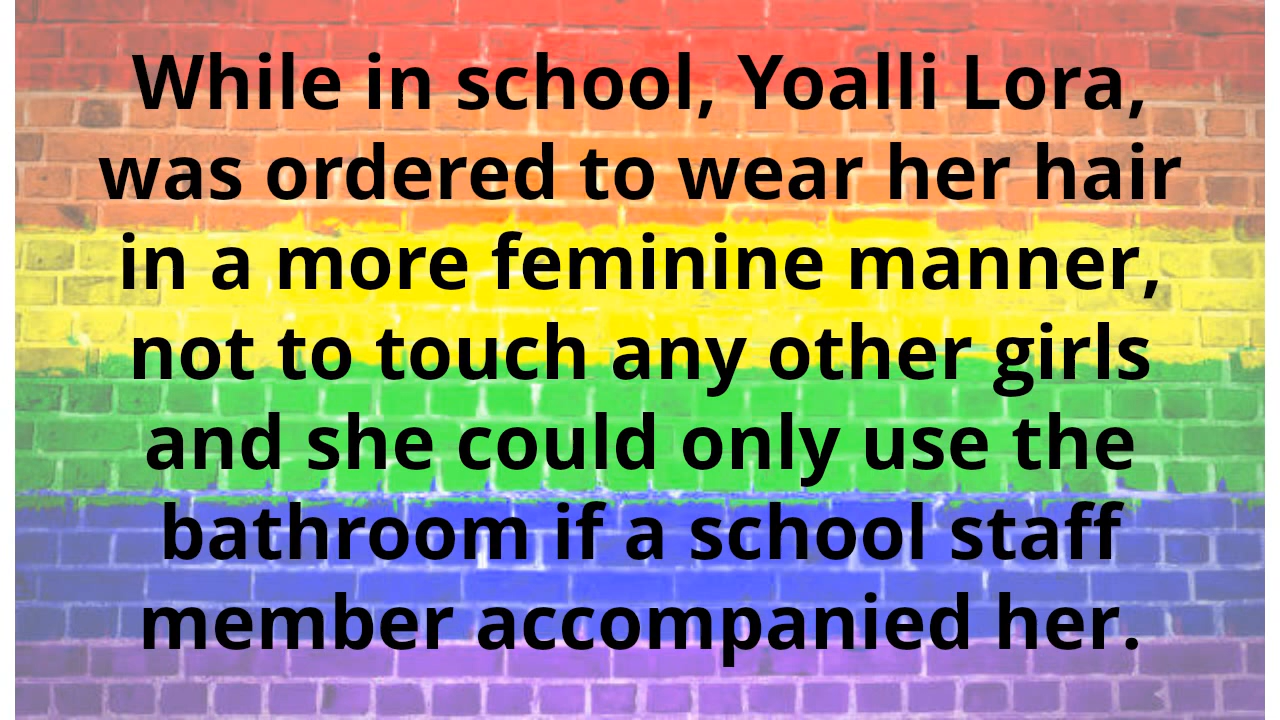 While in school, Yoalli Lora,
was ordered to wear her hair
in a more feminine manner,
not to touch any other girls
and she could only use the
bathroom if a school staff
member accompanied her.